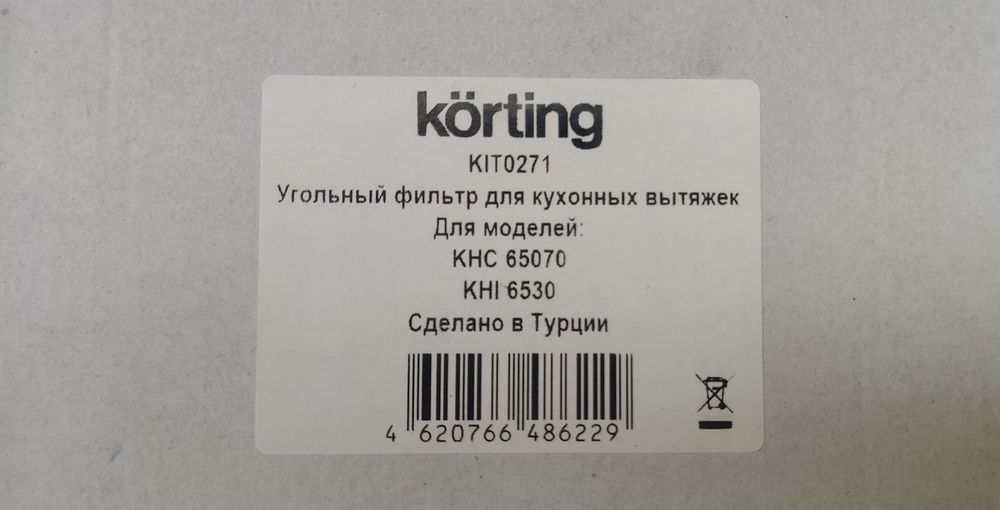 körting
KIT0271
Угольный фильтр для кухонных вытяжек
Для моделей:
KHC 65070
KHI 6530
Сделано в Турции
4 620766 486229